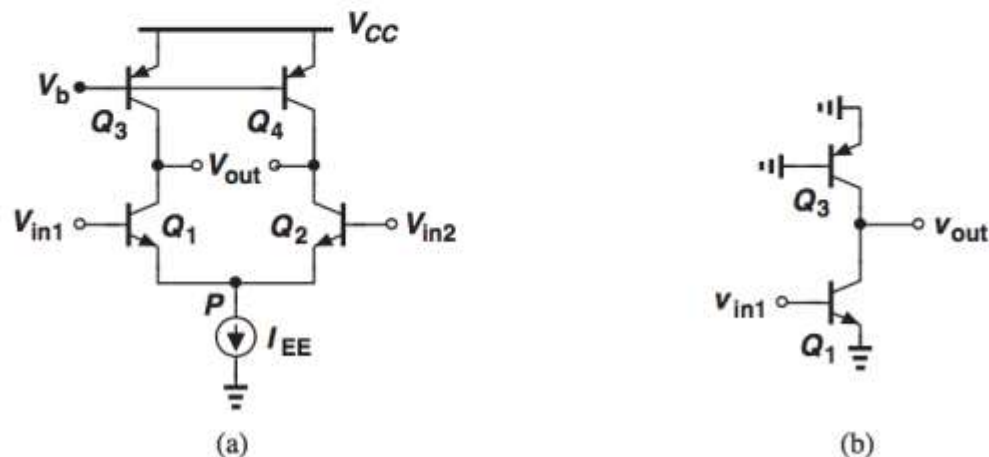 V_CC
V_b
Q_3
Q_4
V_out
V_in1
Q_1
Q_2
V_in2
P
I_EE
(a)
Q_3
v_out
v_in1
Q_1
(b)